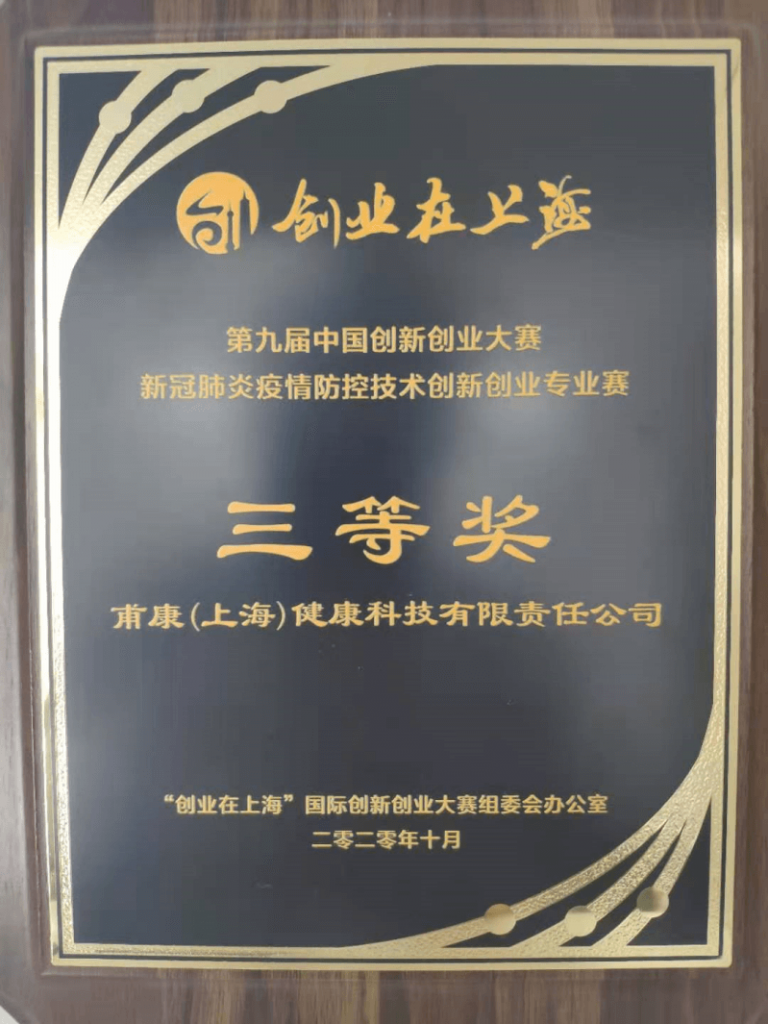 创业在上海
第九届中国创新创业大赛
新冠肺炎疫情防控技术创新创业专业赛
三等奖
甫康(上海)健康科技有限责任公司
“创业在上海”国际创新创业大赛组委会办公室
二零二零年十月